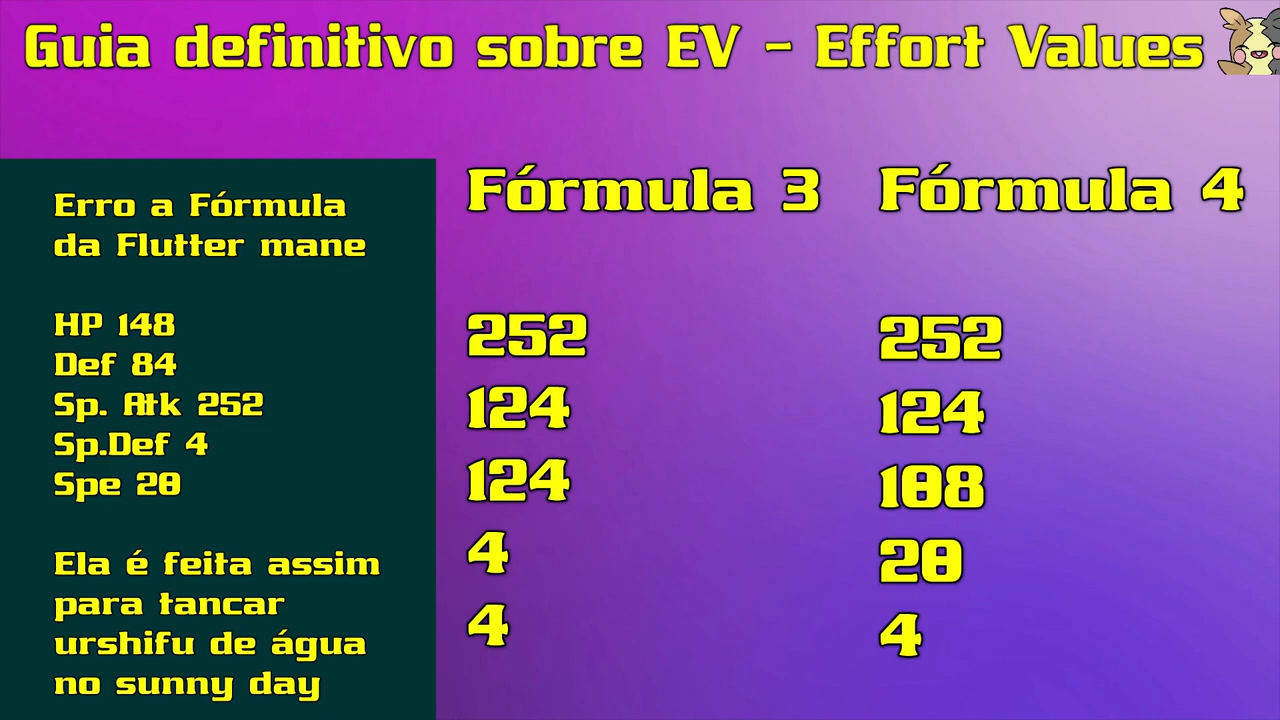 Guia definitivo sobre EV - Effort Values
Erro a Fórmula
da Flutter mane
HP 148
Def 84
Sp. Atk 252
Sp.Def 4
Spe 20
Ela é feita assim
para tancar
urshifu de água
no sunny day
Fórmula 3
252
124
124
4
4
Fórmula 4
252
124
108
20
4